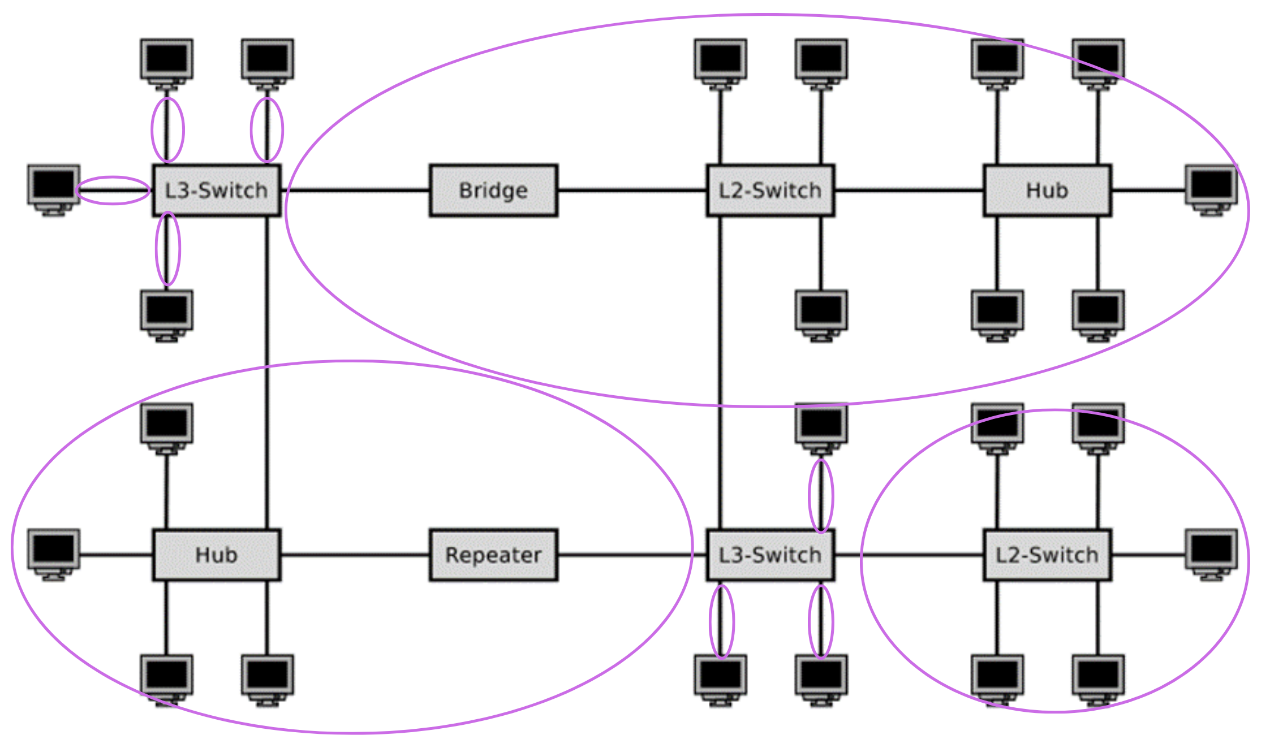 L3-Switch
Bridge
L2-Switch
Hub
Hub
Repeater
L3-Switch
L2-Switch